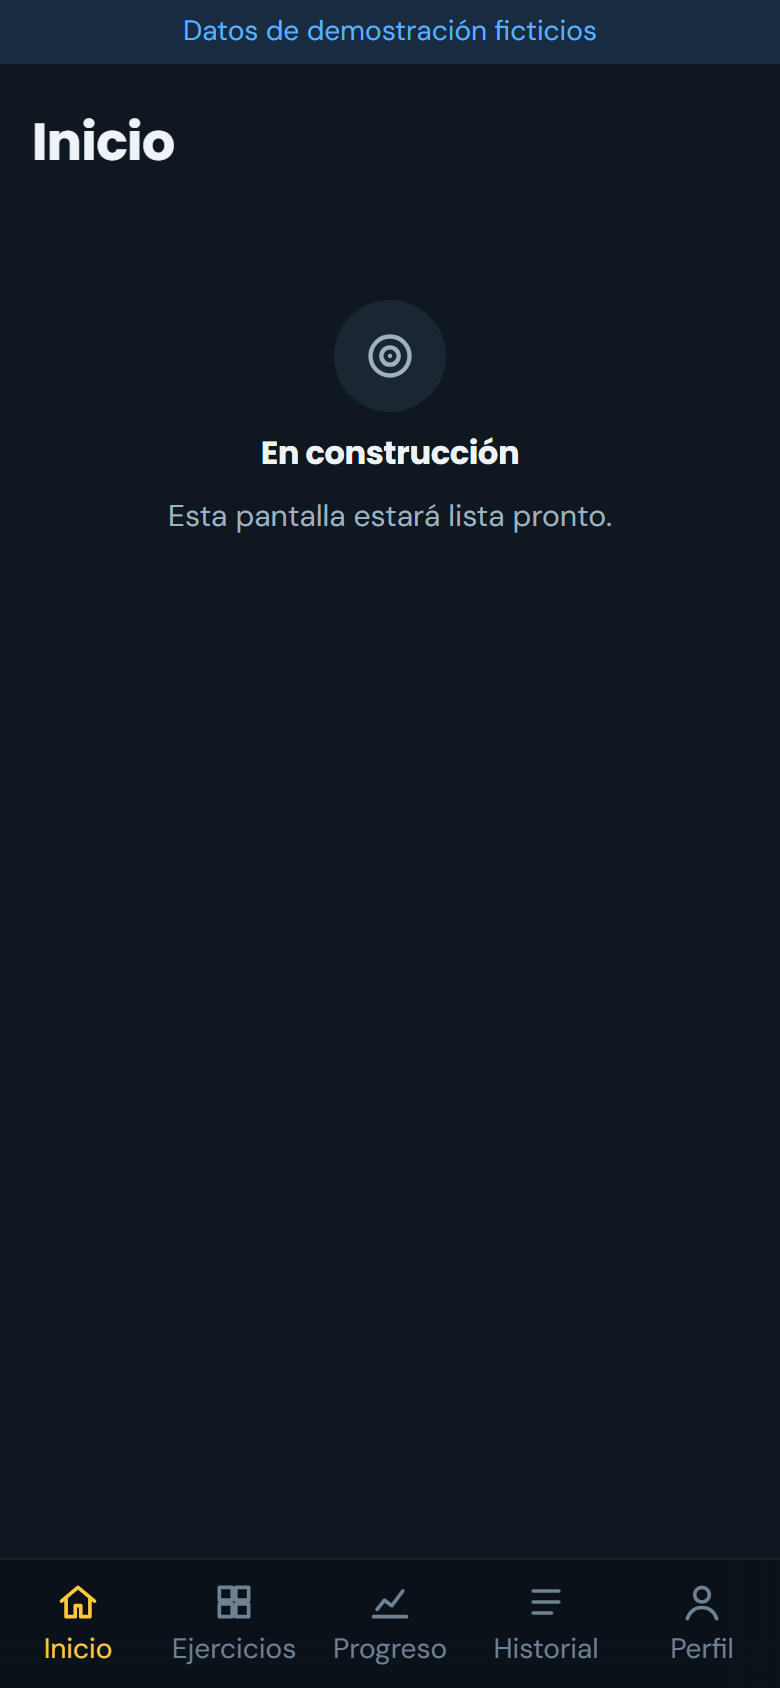 Datos de demostración ficticios
Inicio
En construcción
Esta pantalla estará lista pronto.
Inicio
Ejercicios
Progreso
Historial
Perfil